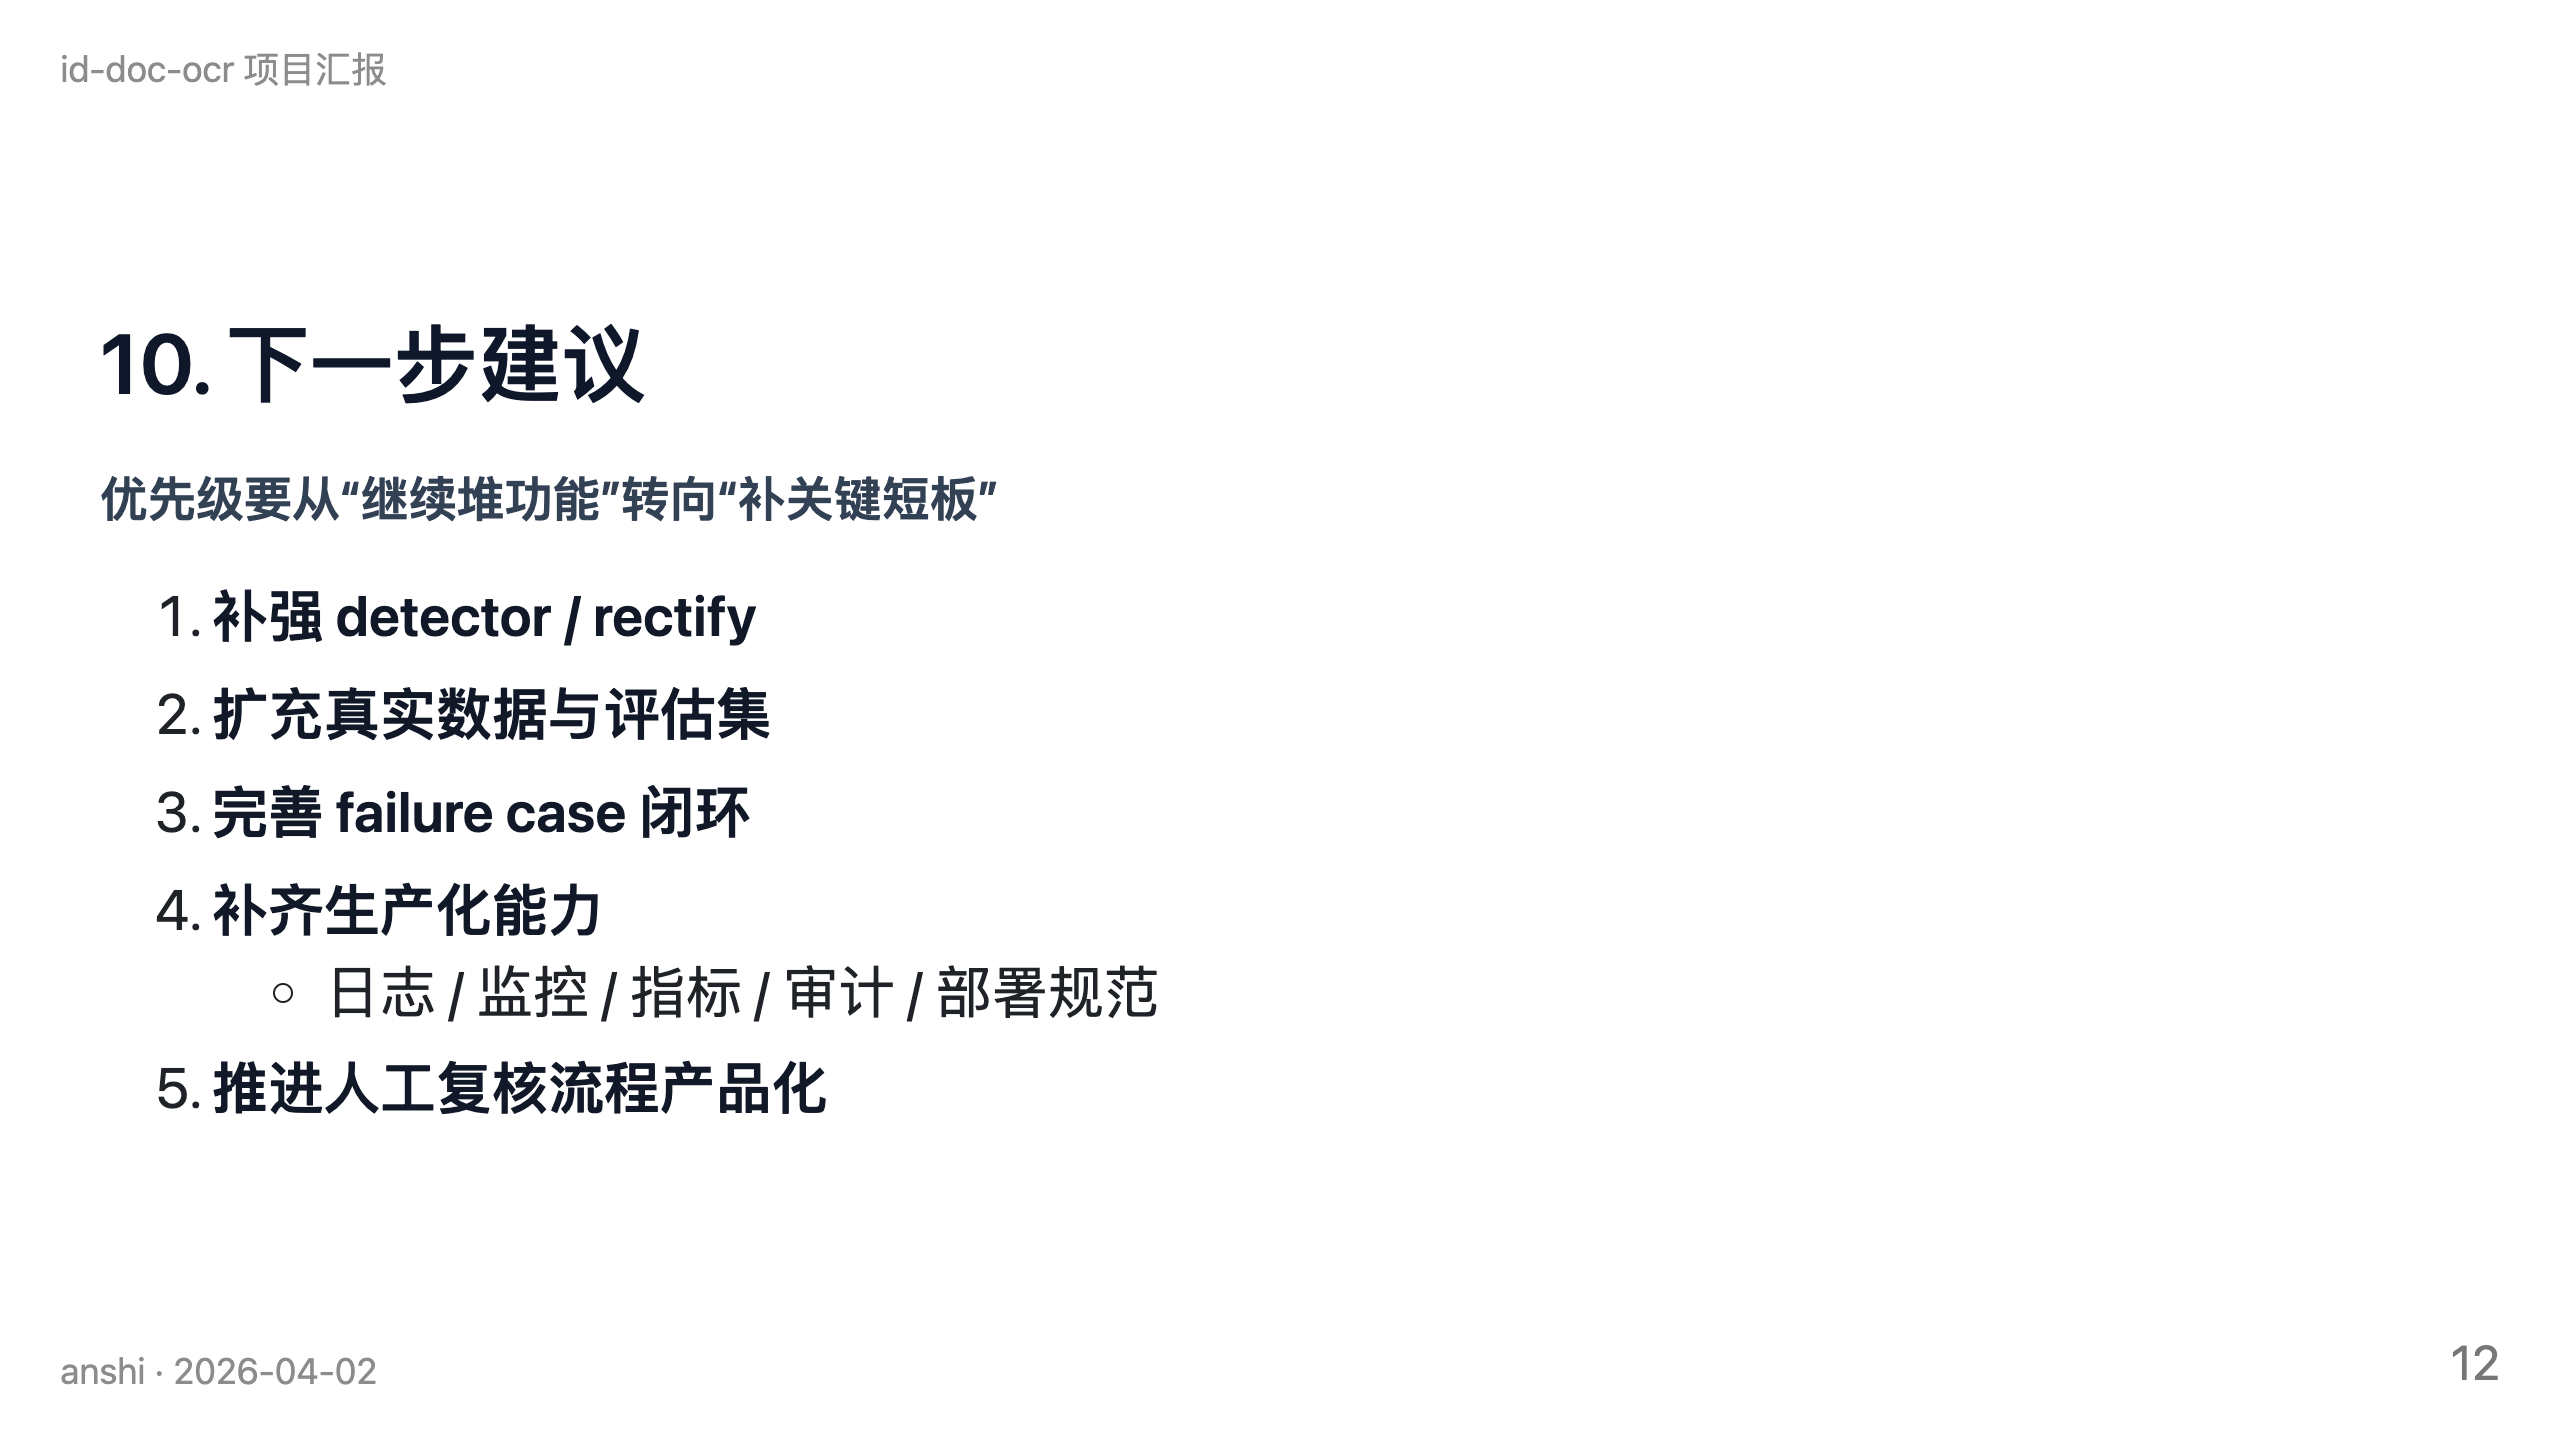 id-doc-ocr 项目汇报
10. 下一步建议
优先级要从“继续堆功能”转向“补关键短板”
1. 补强 detector / rectify
2. 扩充真实数据与评估集
3. 完善 failure case 闭环
4. 补齐生产化能力
○ 日志 / 监控 / 指标 / 审计 / 部署规范
5. 推进人工复核流程产品化
anshi · 2026-04-02
12